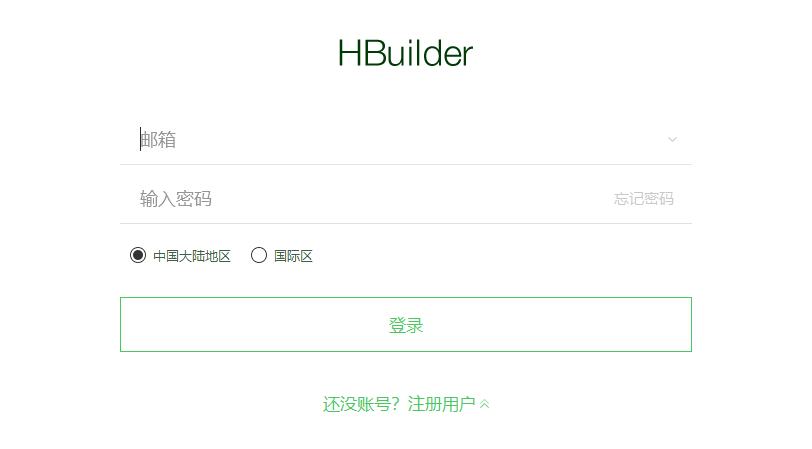 HBuilder
邮箱
输入密码 忘记密码
中国大陆地区 国际区
登录
还没账号？注册用户